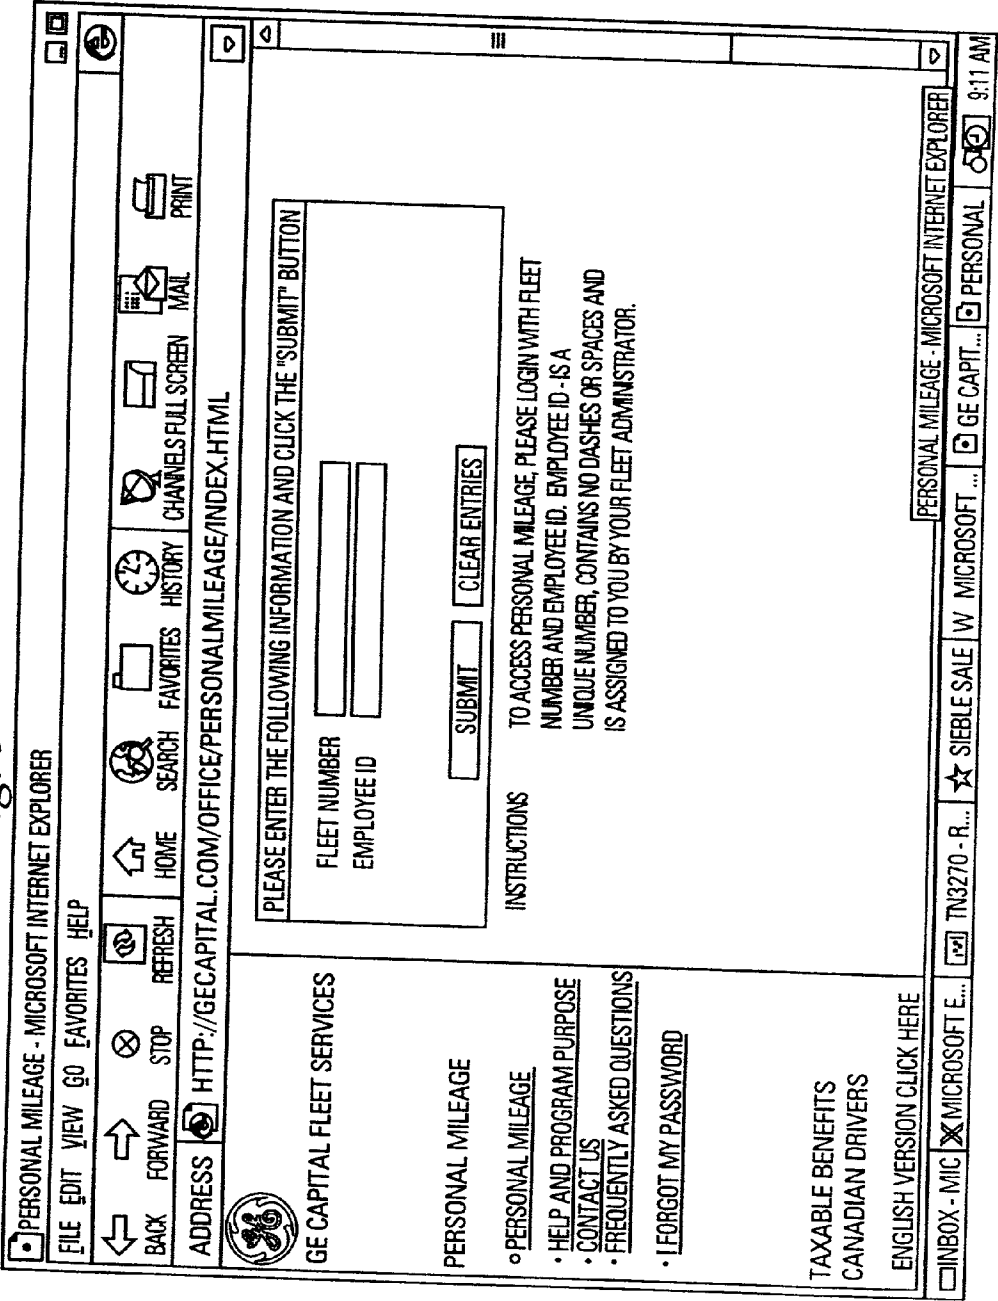 PERSONAL MILEAGE - MICROSOFT INTERNET EXPLORER
FILE EDIT VIEW GO FAVORITES HELP
BACK FORWARD STOP REFRESH HOME SEARCH FAVORITES HISTORY CHANNELS FULL SCREEN MAIL PRINT
ADDRESS HTTP://GECAPITAL.COM/OFFICE/PERSONALMILEAGE/INDEX.HTML
GE CAPITAL FLEET SERVICES
PERSONAL MILEAGE
PERSONAL MILEAGE
· HELP AND PROGRAM PURPOSE
· CONTACT US
· FREQUENTLY ASKED QUESTIONS
· I FORGOT MY PASSWORD
TAXABLE BENEFITS
CANADIAN DRIVERS
ENGLISH VERSION CLICK HERE
PLEASE ENTER THE FOLLOWING INFORMATION AND CLICK THE "SUBMIT" BUTTON
FLEET NUMBER
EMPLOYEE ID
SUBMIT CLEAR ENTRIES
INSTRUCTIONS
TO ACCESS PERSONAL MILEAGE, PLEASE LOGIN WITH FLEET
NUMBER AND EMPLOYEE ID. EMPLOYEE ID - IS A
UNIQUE NUMBER, CONTAINS NO DASHES OR SPACES AND
IS ASSIGNED TO YOU BY YOUR FLEET ADMINISTRATOR.
PERSONAL MILEAGE - MICROSOFT INTERNET EXPLORER
INBOX - MIC MICROSOFT E... TN3270 - R... SIEBLE SALE W MICROSOFT ... GE CAPIT... PERSONAL 9:11 AM